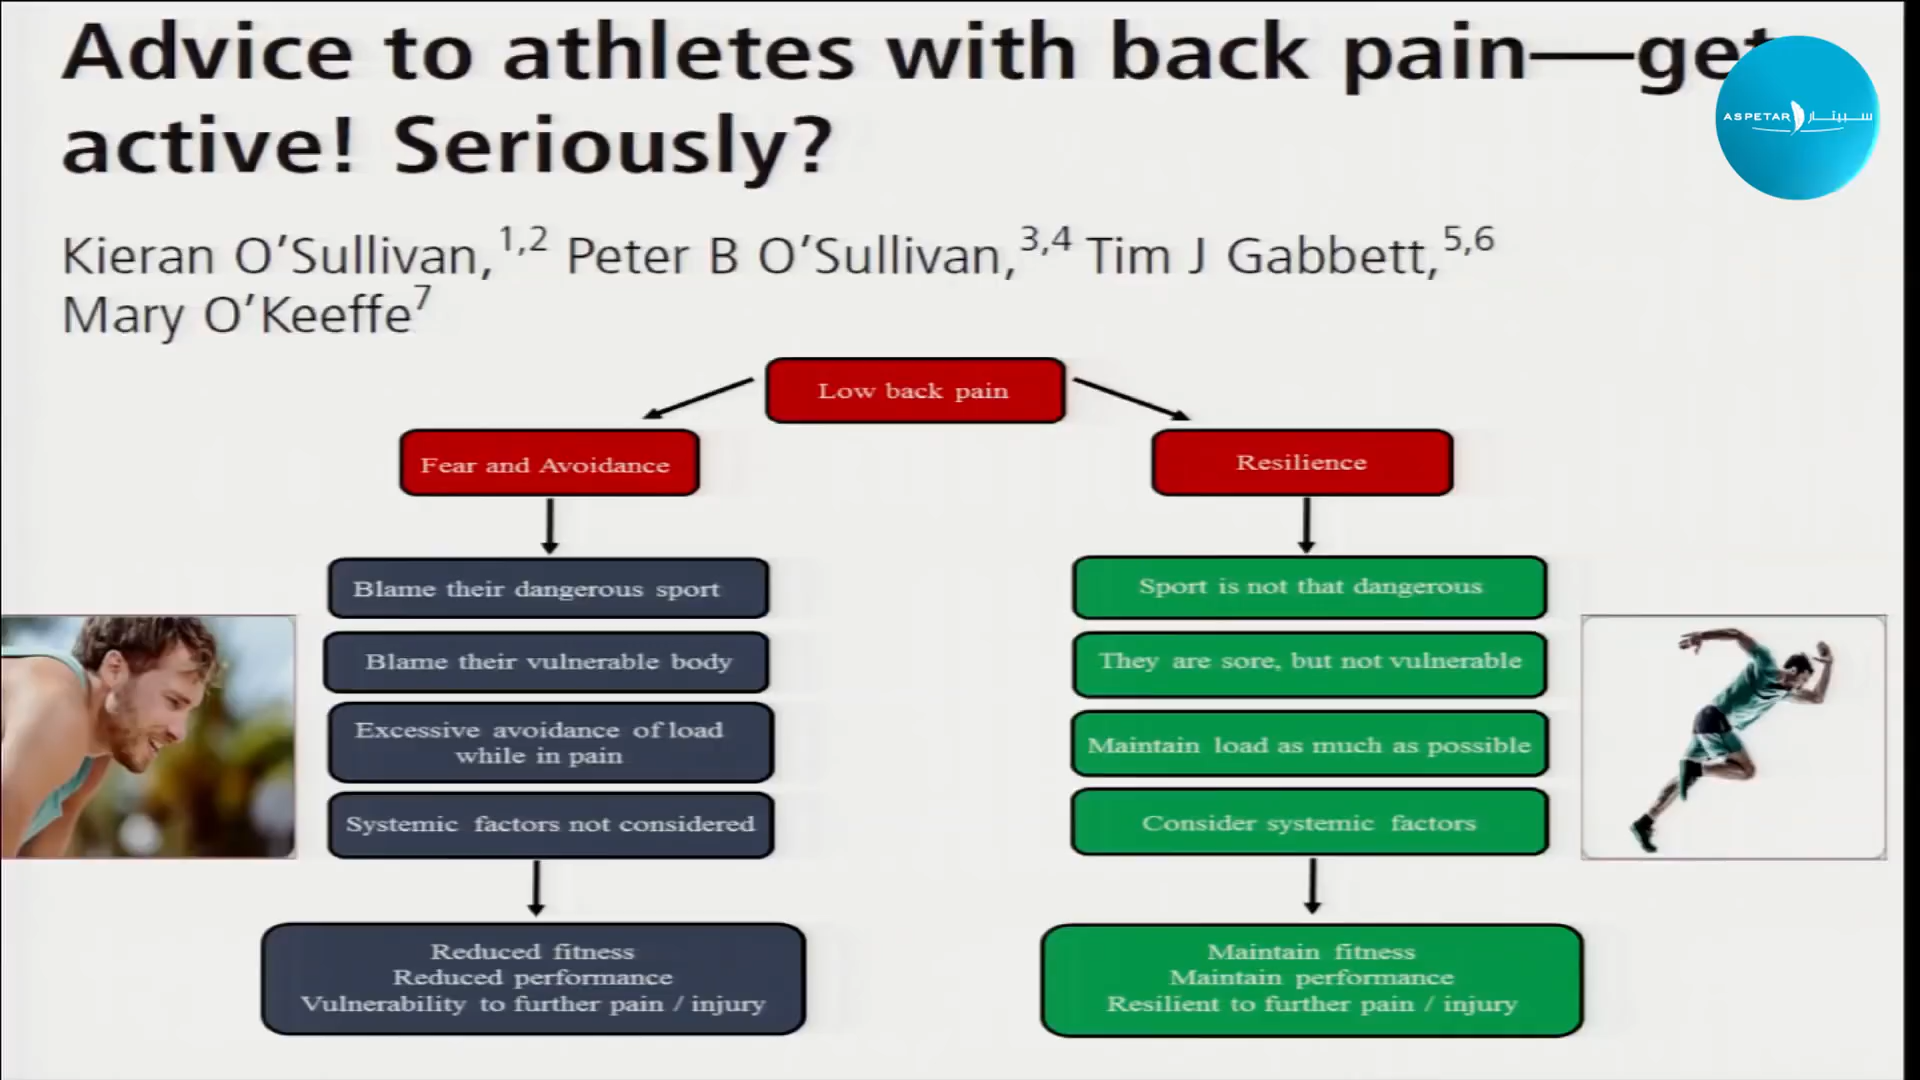 Advice to athletes with back pain—get
active! Seriously?
ASPETAR سبيتار
Kieran O'Sullivan,1,2 Peter B O'Sullivan,3,4 Tim J Gabbett,5,6
Mary O'Keeffe7
Low back pain
Fear and Avoidance
Resilience
Blame their dangerous sport
Blame their vulnerable body
Excessive avoidance of load
while in pain
Systemic factors not considered
Reduced fitness
Reduced performance
Vulnerability to further pain / injury
Sport is not that dangerous
They are sore, but not vulnerable
Maintain load as much as possible
Consider systemic factors
Maintain fitness
Maintain performance
Resilient to further pain / injury